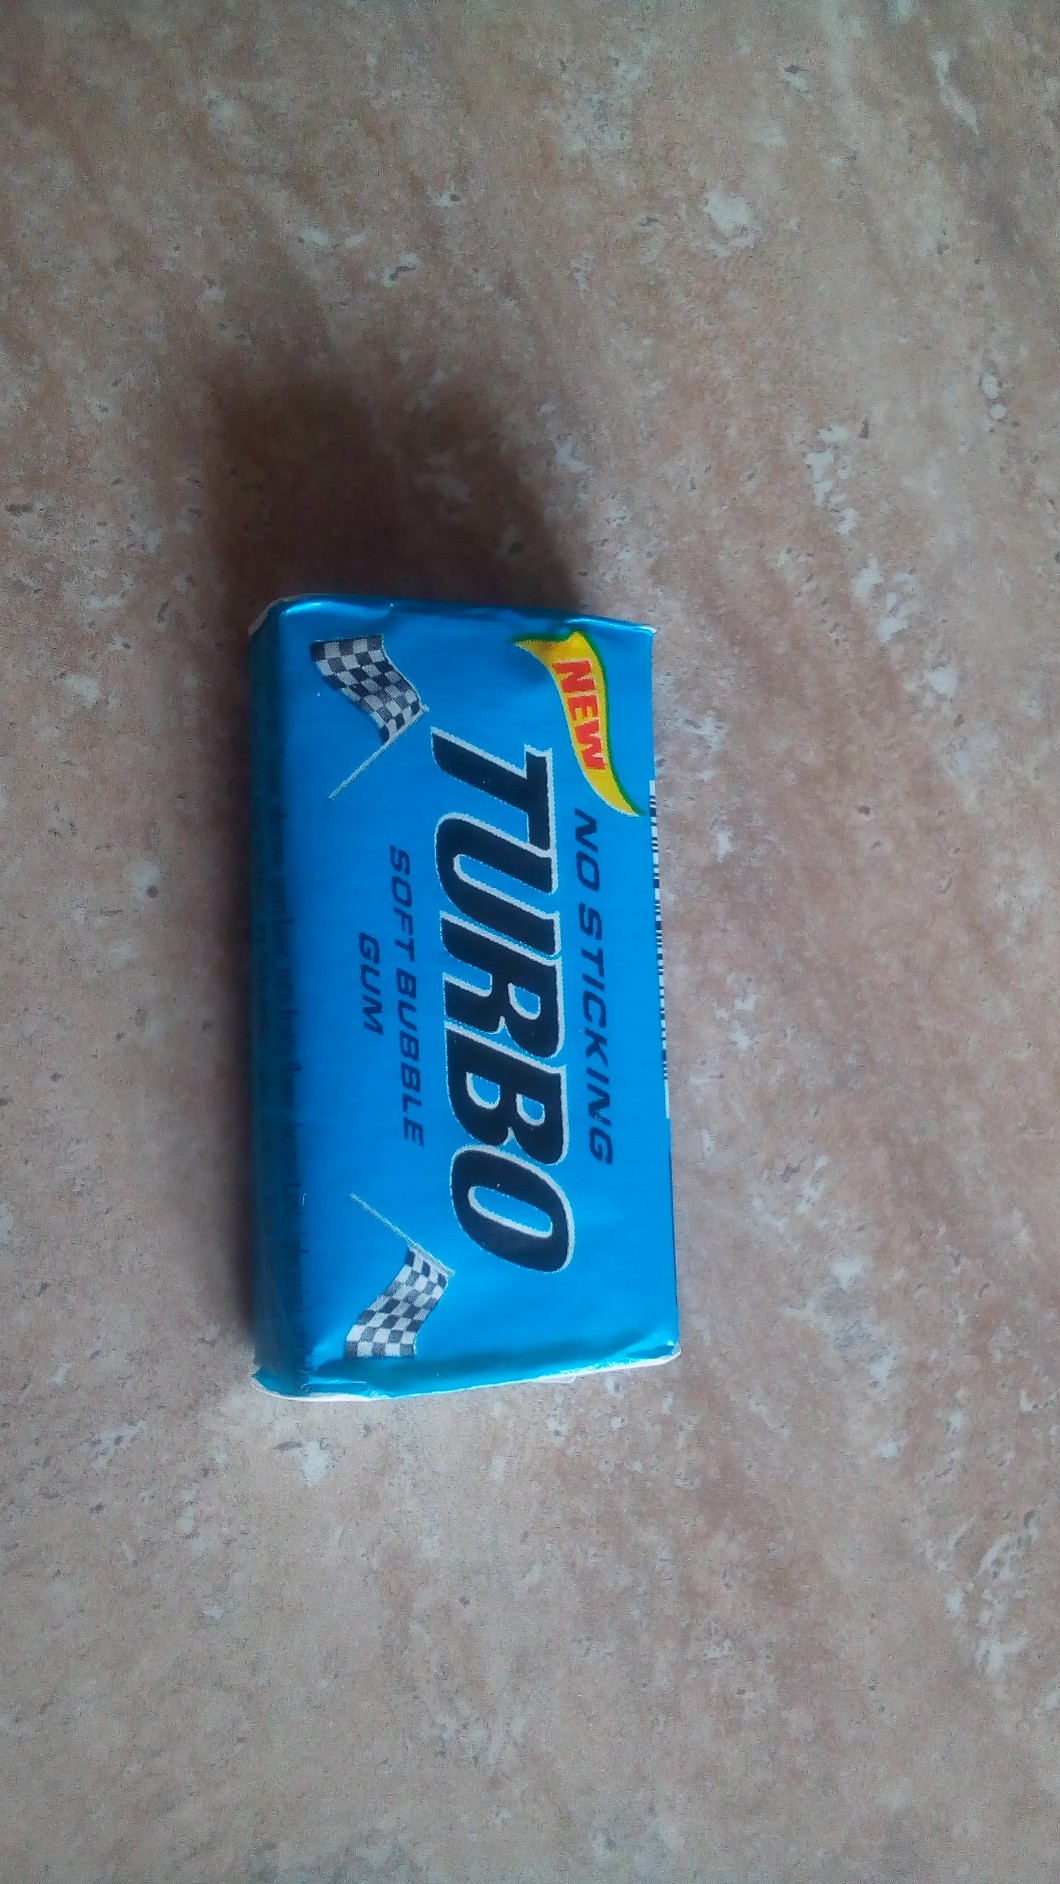 NEW
NO STICKING
TURBO
SOFT BUBBLE
GUM